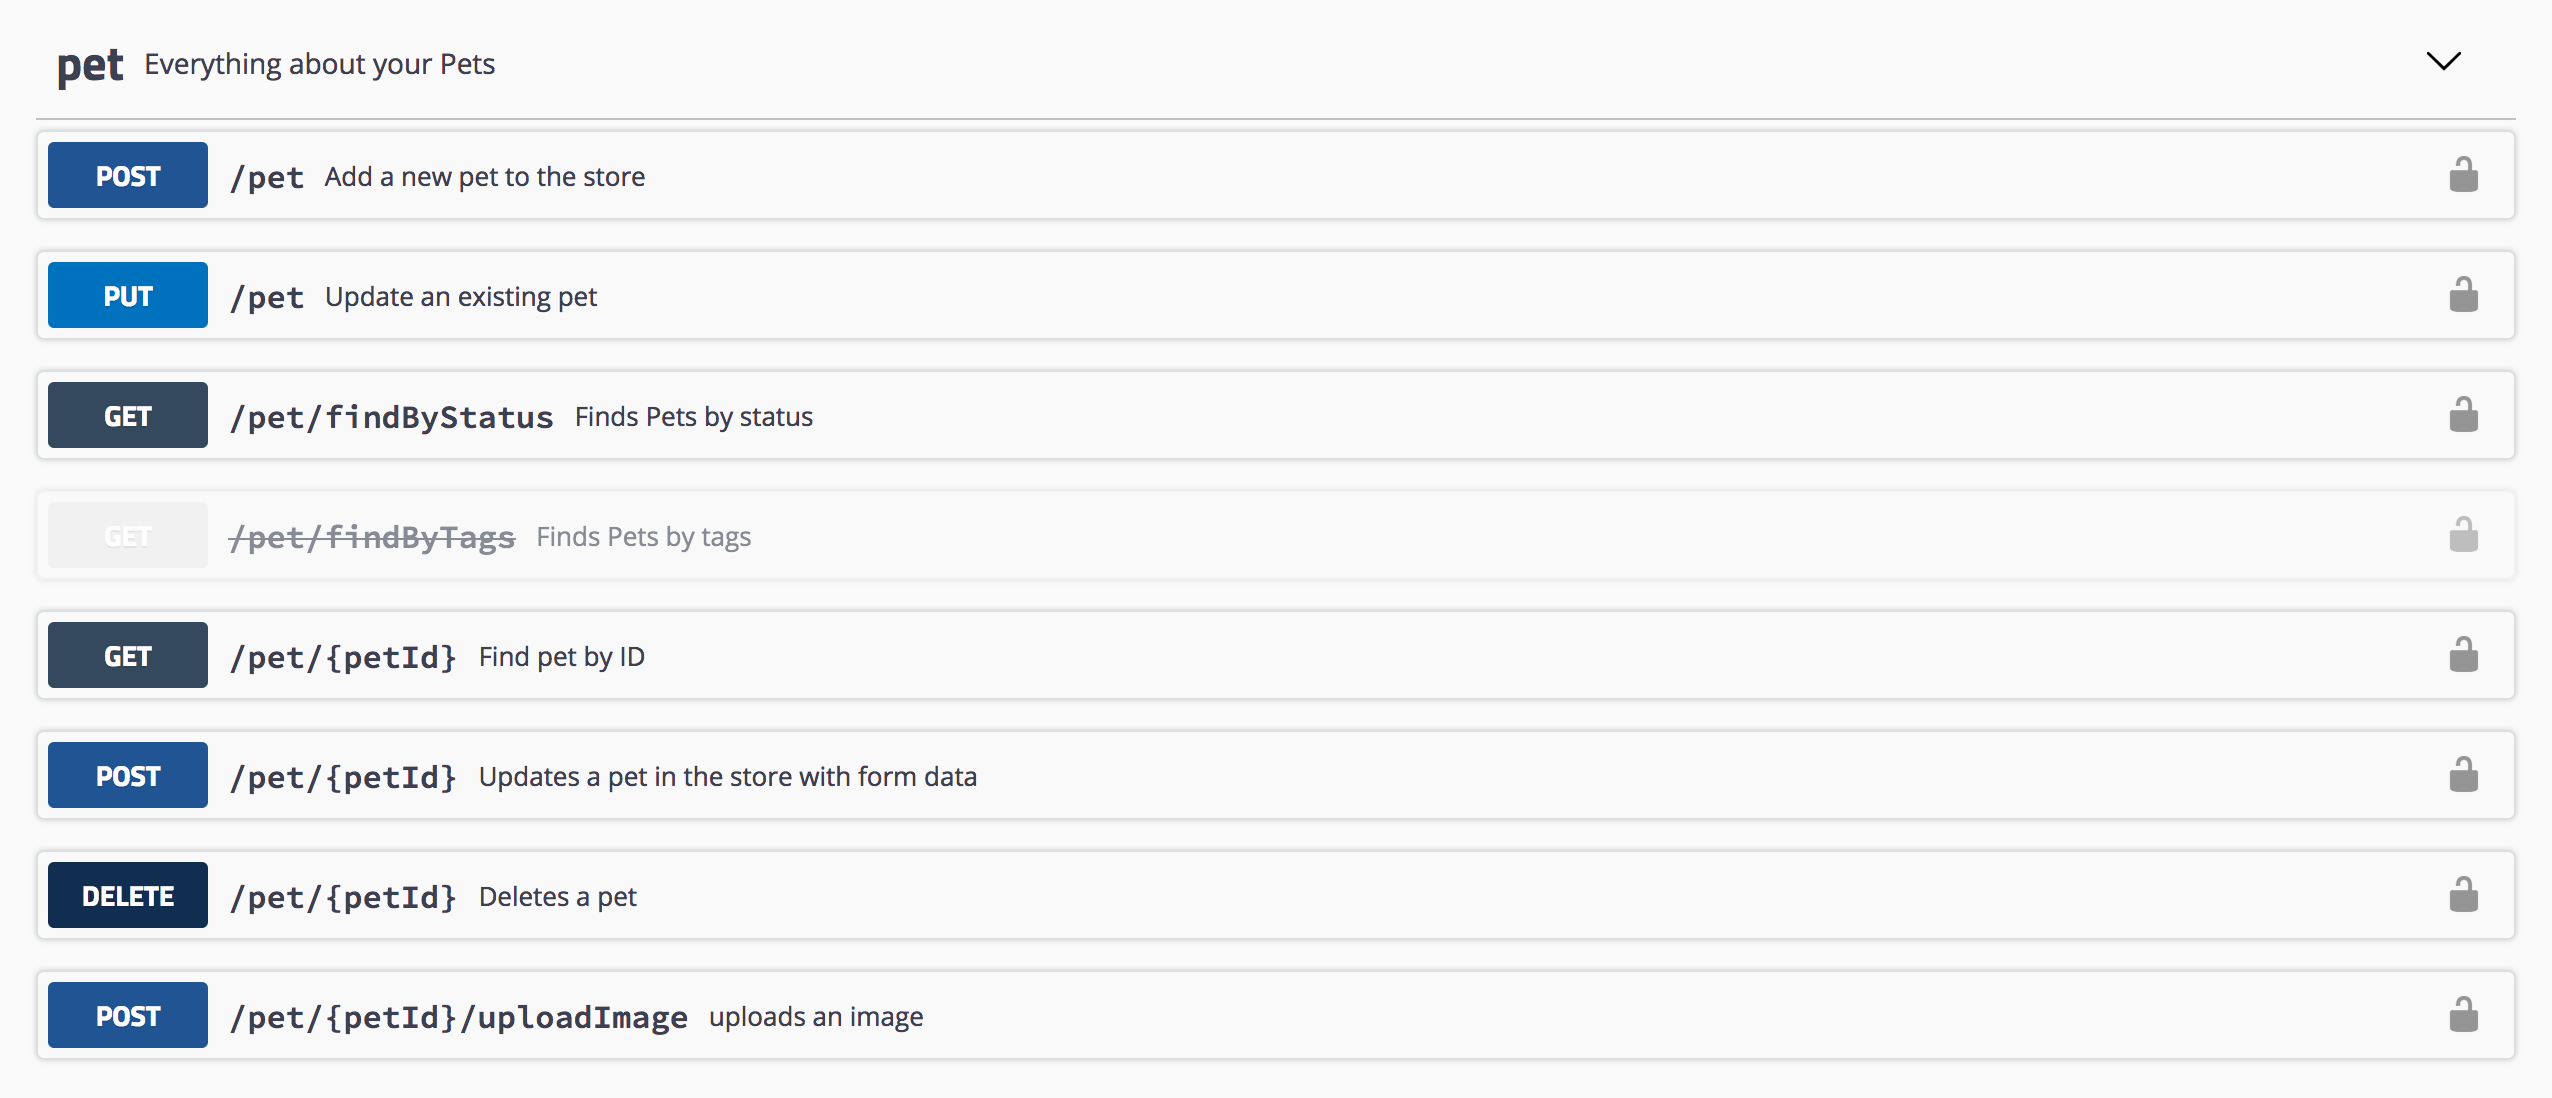 pet Everything about your Pets
POST /pet Add a new pet to the store
PUT /pet Update an existing pet
GET /pet/findByStatus Finds Pets by status
GET /pet/findByTags Finds Pets by tags
GET /pet/{petId} Find pet by ID
POST /pet/{petId} Updates a pet in the store with form data
DELETE /pet/{petId} Deletes a pet
POST /pet/{petId}/uploadImage uploads an image